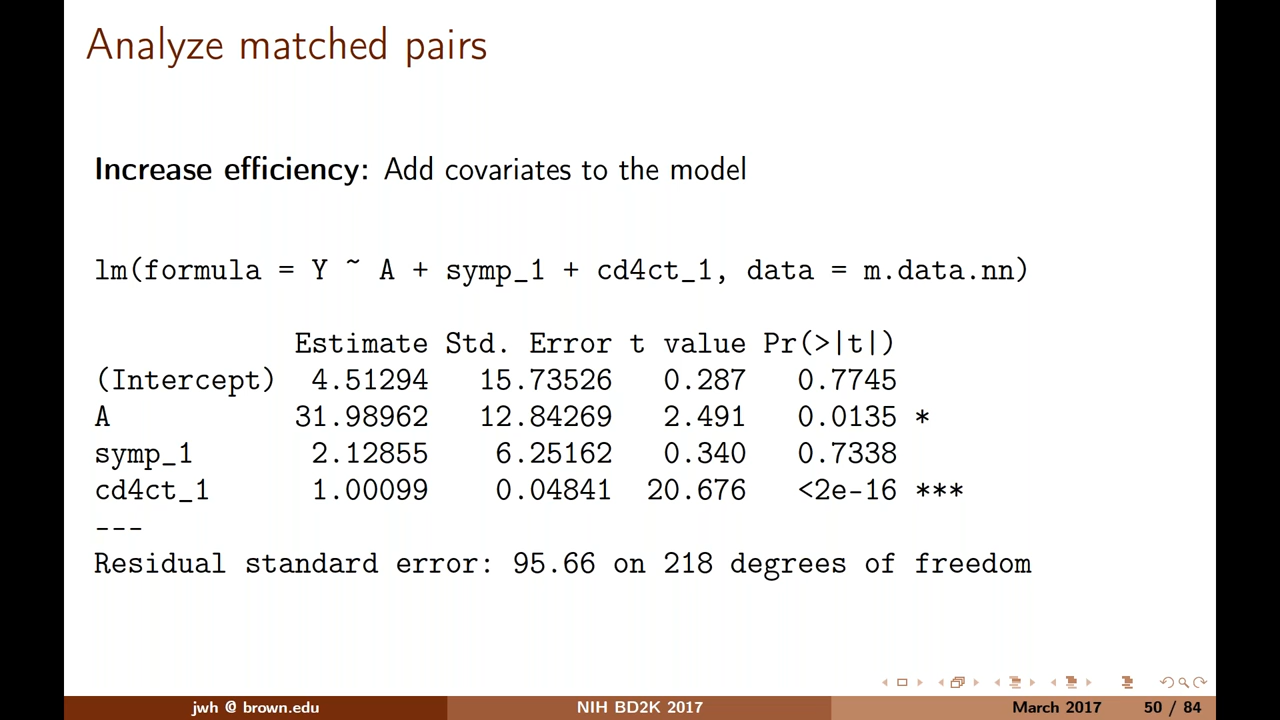 Analyze matched pairs
Increase efficiency: Add covariates to the model
lm(formula = Y ~ A + symp_1 + cd4ct_1, data = m.data.nn)
Estimate Std. Error t value Pr(>|t|)
(Intercept) 4.51294 15.73526 0.287 0.7745
A 31.98962 12.84269 2.491 0.0135 *
symp_1 2.12855 6.25162 0.340 0.7338
cd4ct_1 1.00099 0.04841 20.676 <2e-16 ***
---
Residual standard error: 95.66 on 218 degrees of freedom
jwh @ brown.edu NIH BD2K 2017 March 2017 50 / 84